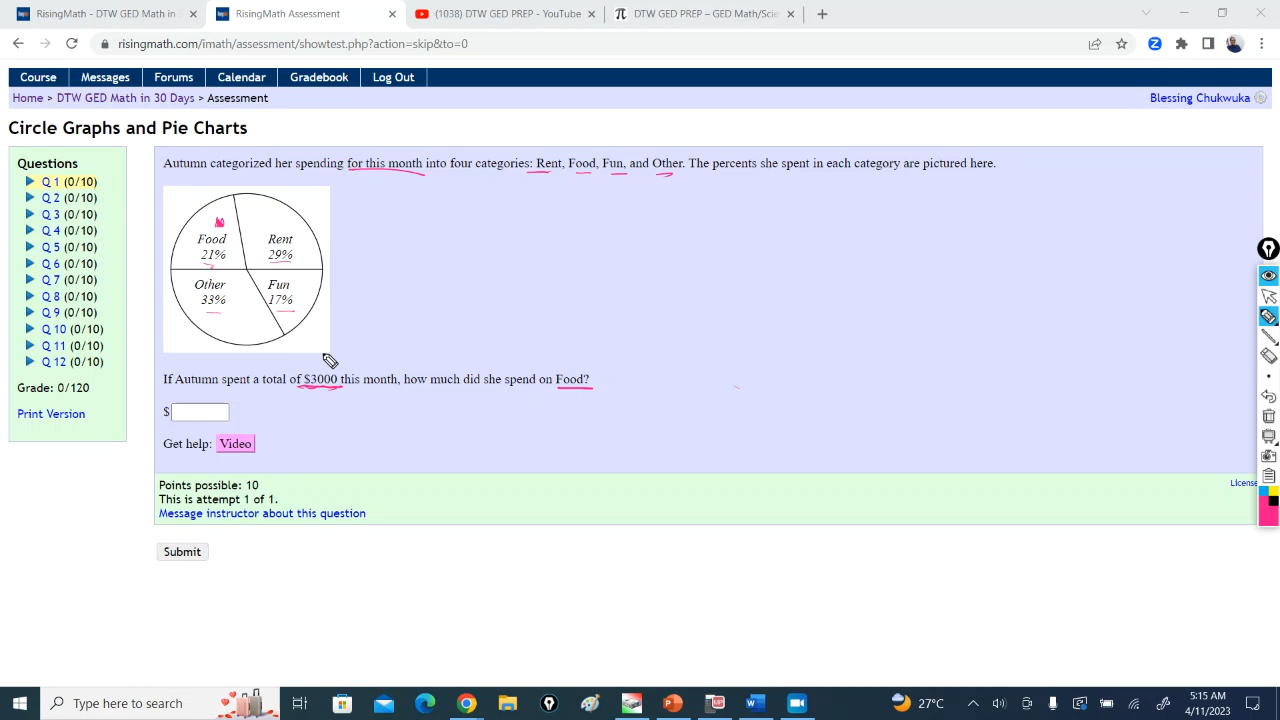 RisingMath - DTW GED Math in
RisingMath Assessment
(1038) DTW GED PREP - YouTube
DTW GED PREP – GED Math/Scie
risingmath.com/imath/assessment/showtest.php?action=skip&to=0
Course Messages Forums Calendar Gradebook Log Out
Home > DTW GED Math in 30 Days > Assessment
Blessing Chukwuka
Circle Graphs and Pie Charts
Questions
Q 1 (0/10)
Q 2 (0/10)
Q 3 (0/10)
Q 4 (0/10)
Q 5 (0/10)
Q 6 (0/10)
Q 7 (0/10)
Q 8 (0/10)
Q 9 (0/10)
Q 10 (0/10)
Q 11 (0/10)
Q 12 (0/10)
Grade: 0/120
Print Version
Autumn categorized her spending for this month into four categories: Rent, Food, Fun, and Other. The percents she spent in each category are pictured here.
Food
21%
Rent
29%
Other
33%
Fun
17%
If Autumn spent a total of $3000 this month, how much did she spend on Food?
$
Get help: Video
Points possible: 10
This is attempt 1 of 1.
Message instructor about this question
License
Submit
Type here to search
27°C
5:15 AM
4/11/2023